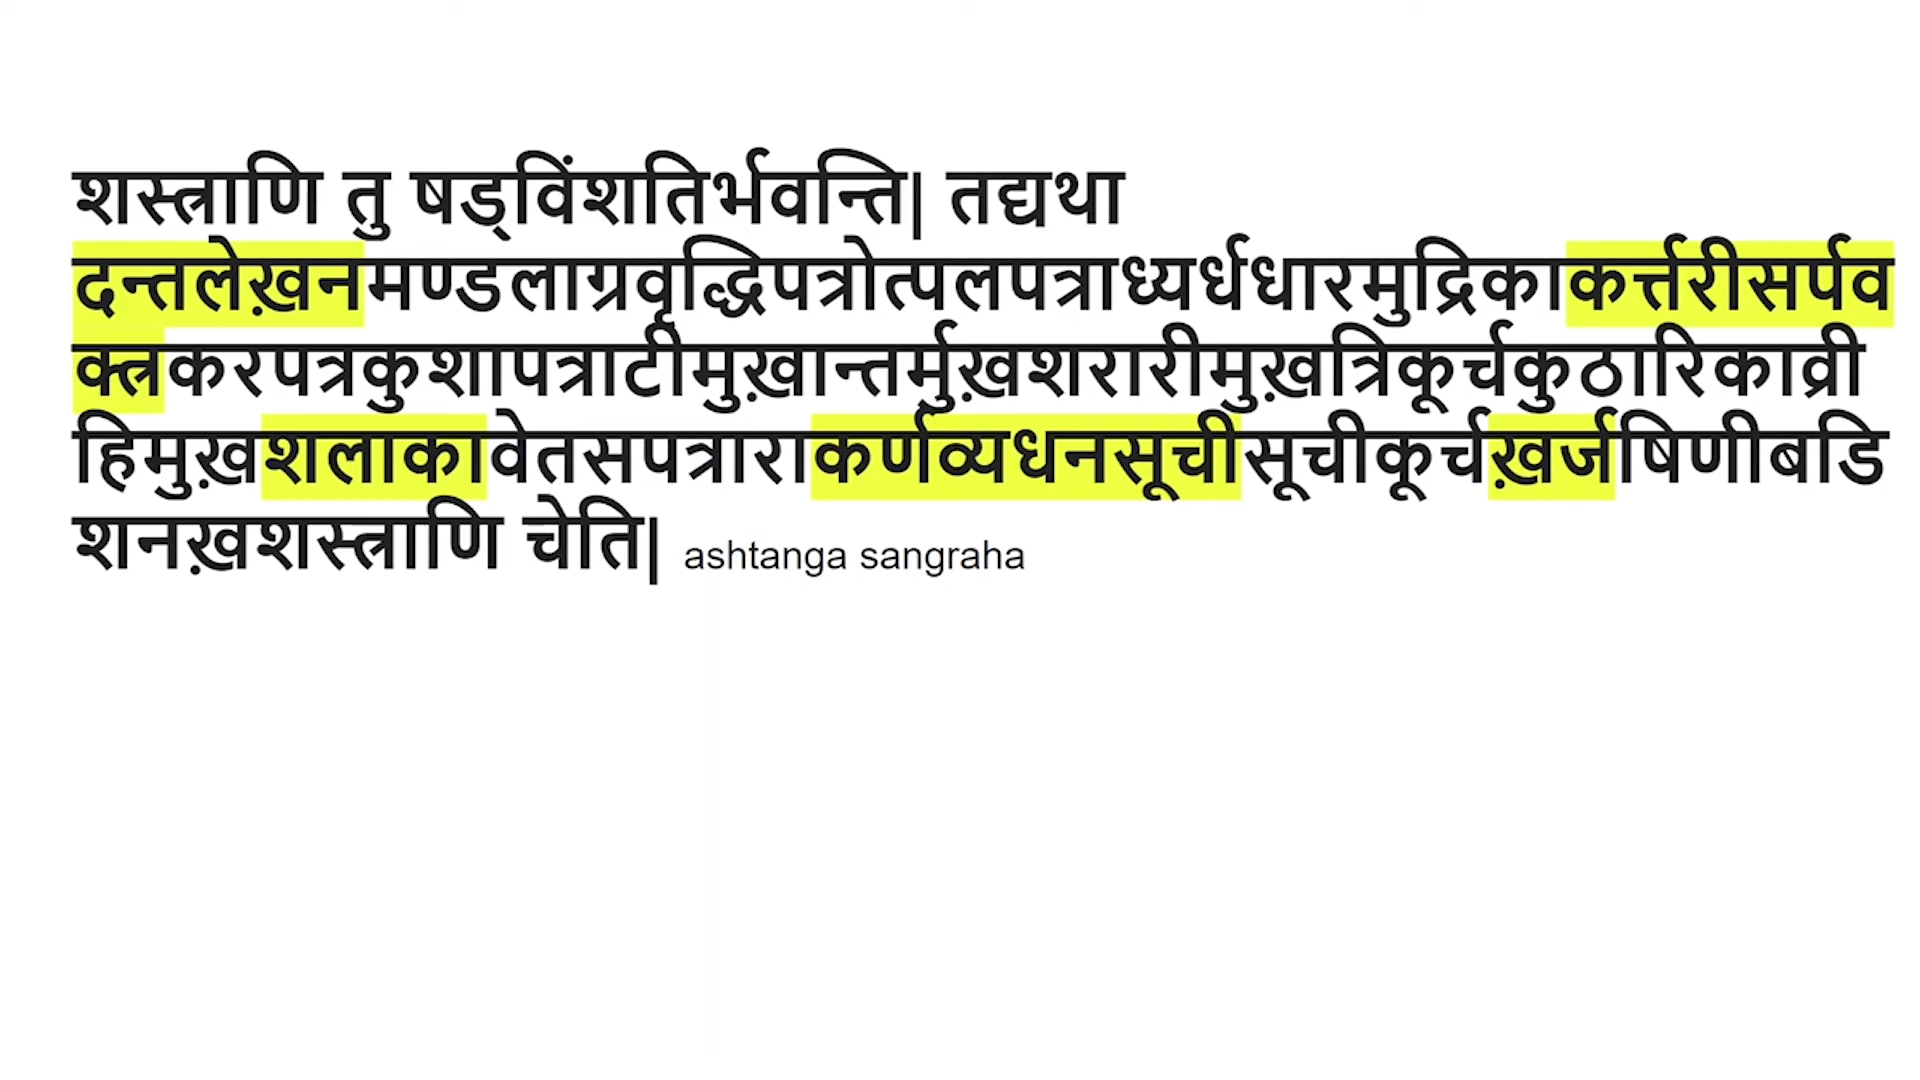 शस्त्राणि तु षड्विंशतिर्भवन्ति| तद्यथा
दन्तलेख़नमण्डलाग्रवृद्धिपत्रोत्पलपत्राध्यर्धधारमुद्रिकाकर्त्तरीसर्पव
क्त्रकरपत्रकुशापत्राटीमुख़ान्तर्मुख़शरारीमुख़त्रिकूर्चकुठारिकाव्री
हिमुख़शलाकावेतसपत्राराकर्णव्यधनसूचीसूचीकूर्चख़र्जषिणीबडि
शनख़शस्त्राणि चेति| ashtanga sangraha